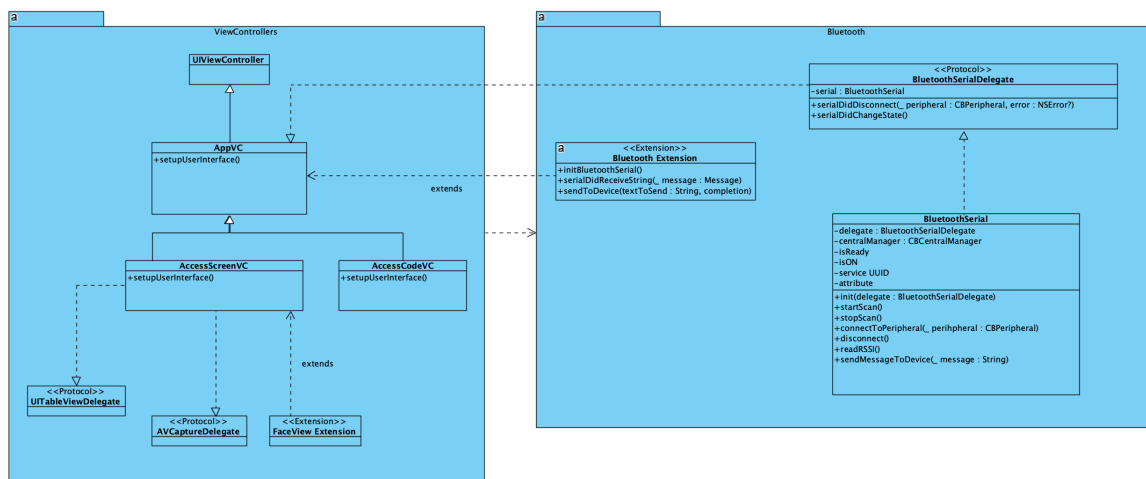 a
ViewControllers
UIViewController
AppVC
+setupUserInterface()
extends
AccessScreenVC
+setupUserInterface()
AccessCodeVC
+setupUserInterface()
extends
<<Protocol>>
UITableViewDelegate
<<Protocol>>
AVCaptureDelegate
<<Extension>>
FaceView Extension
a
Bluetooth
<<Protocol>>
BluetoothSerialDelegate
-serial : BluetoothSerial
+serialDidDisconnect(_ peripheral : CBPeripheral, error : NSError?)
+serialDidChangeState()
a
<<Extension>>
Bluetooth Extension
+initBluetoothSerial()
+serialDidReceiveString(_ message : Message)
+sendToDevice(textToSend : String, completion)
BluetoothSerial
-delegate : BluetoothSerialDelegate
-centralManager : CBCentralManager
-isReady
-isON
-service UUID
-attribute
+init(delegate : BluetoothSerialDelegate)
+startScan()
+stopScan()
+connectToPeripheral(_ perihpheral : CBPeripheral)
+disconnect()
+readRSSI()
+sendMessageToDevice(_ message : String)